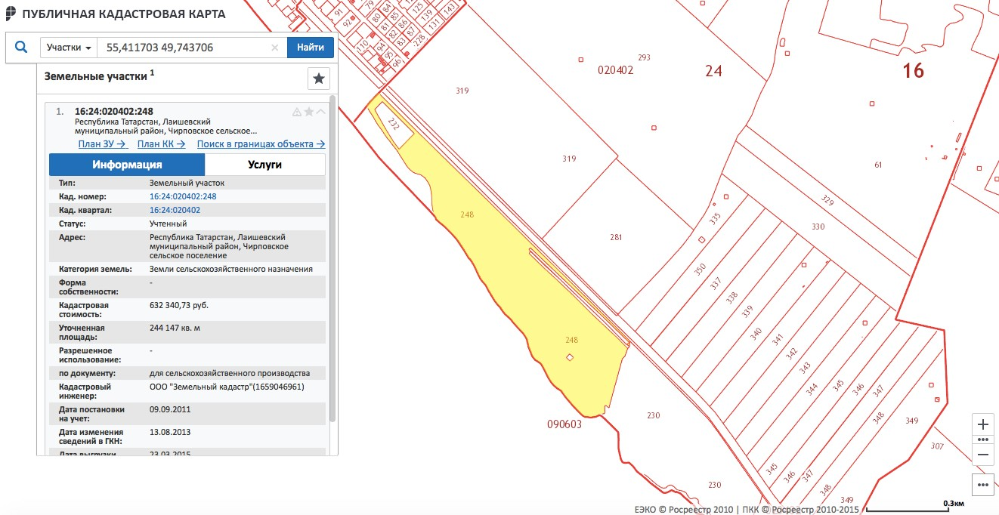 ПУБЛИЧНАЯ КАДАСТРОВАЯ КАРТА
Участки
55,411703 49,743706
×
Найти
Земельные участки 1
1. 16:24:020402:248
Республика Татарстан, Лаишевский
муниципальный район, Чирповское сельское...
План ЗУ → План КК → Поиск в границах объекта →
Информация Услуги
Тип: Земельный участок
Кад. номер: 16:24:020402:248
Кад. квартал: 16:24:020402
Статус: Учтенный
Адрес: Республика Татарстан, Лаишевский
муниципальный район, Чирповское
сельское поселение
Категория земель: Земли сельскохозяйственного назначения
Форма -
собственности:
Кадастровая 632 340,73 руб.
стоимость:
Уточненная 244 147 кв. м
площадь:
Разрешенное -
использование:
по документу: для сельскохозяйственного производства
Кадастровый ООО "Земельный кадастр"(1659046961)
инженер:
Дата постановки 09.09.2011
на учет:
Дата изменения 13.08.2013
сведений в ГКН:
Дата выгрузки 23.03.2015
91
92
79
80
84
81
85
82
86
83
87
125
139
143
131
228
110
94
95
96
293
020402
24
16
319
232
319
61
248
329
330
335
281
350
337
338
339
340
341
342
343
344
345
346
347
348
349
248
090603
230
307
230
345
346
347
348
349
+
•••
−
•••
0.3км
ЕЭКО © Росреестр 2010 | ПКК © Росреестр 2010-2015